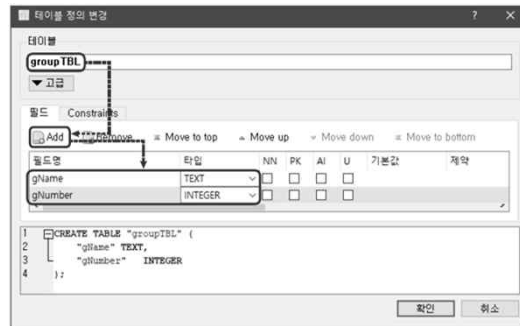 테이블 정의 변경 ? ×
테이블
groupTBL
▼ 고급
필드 Constraints
Add Remove Move to top Move up Move down Move to bottom
필드명 타입 NN PK AI U 기본값 제약
gName TEXT
gNumber INTEGER
1 CREATE TABLE "groupTBL" (
2 "gName" TEXT,
3 "gNumber" INTEGER
4 );
확인 취소